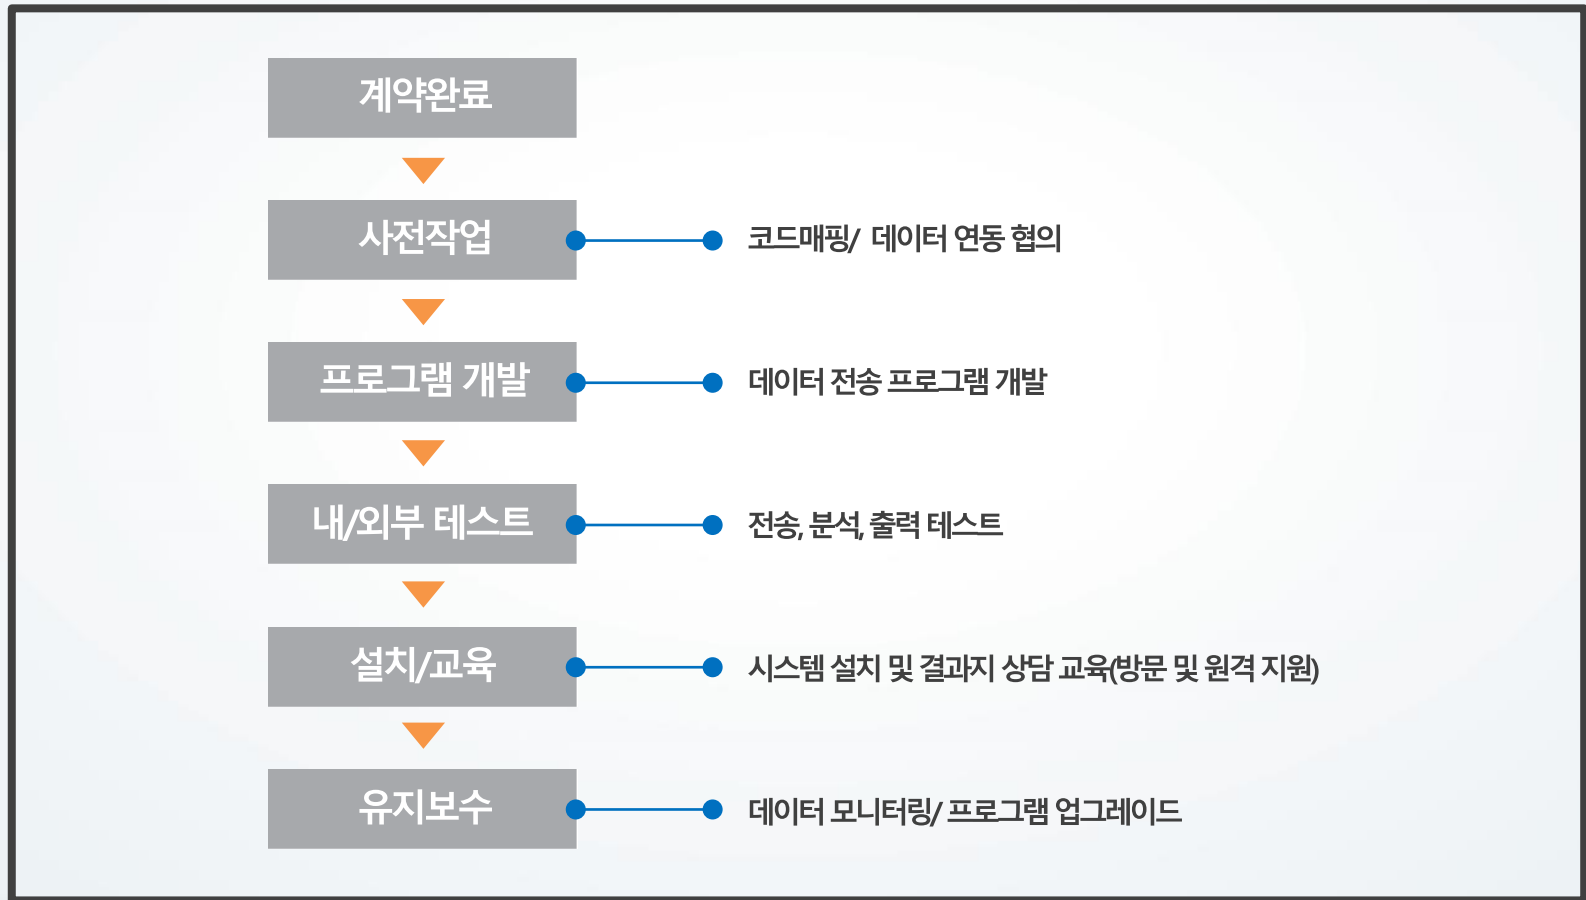 계약완료
사전작업
코드매핑/ 데이터 연동 협의
프로그램 개발
데이터 전송 프로그램 개발
내/외부 테스트
전송, 분석, 출력 테스트
설치/교육
시스템 설치 및 결과지 상담 교육(방문 및 원격 지원)
유지보수
데이터 모니터링/ 프로그램 업그레이드